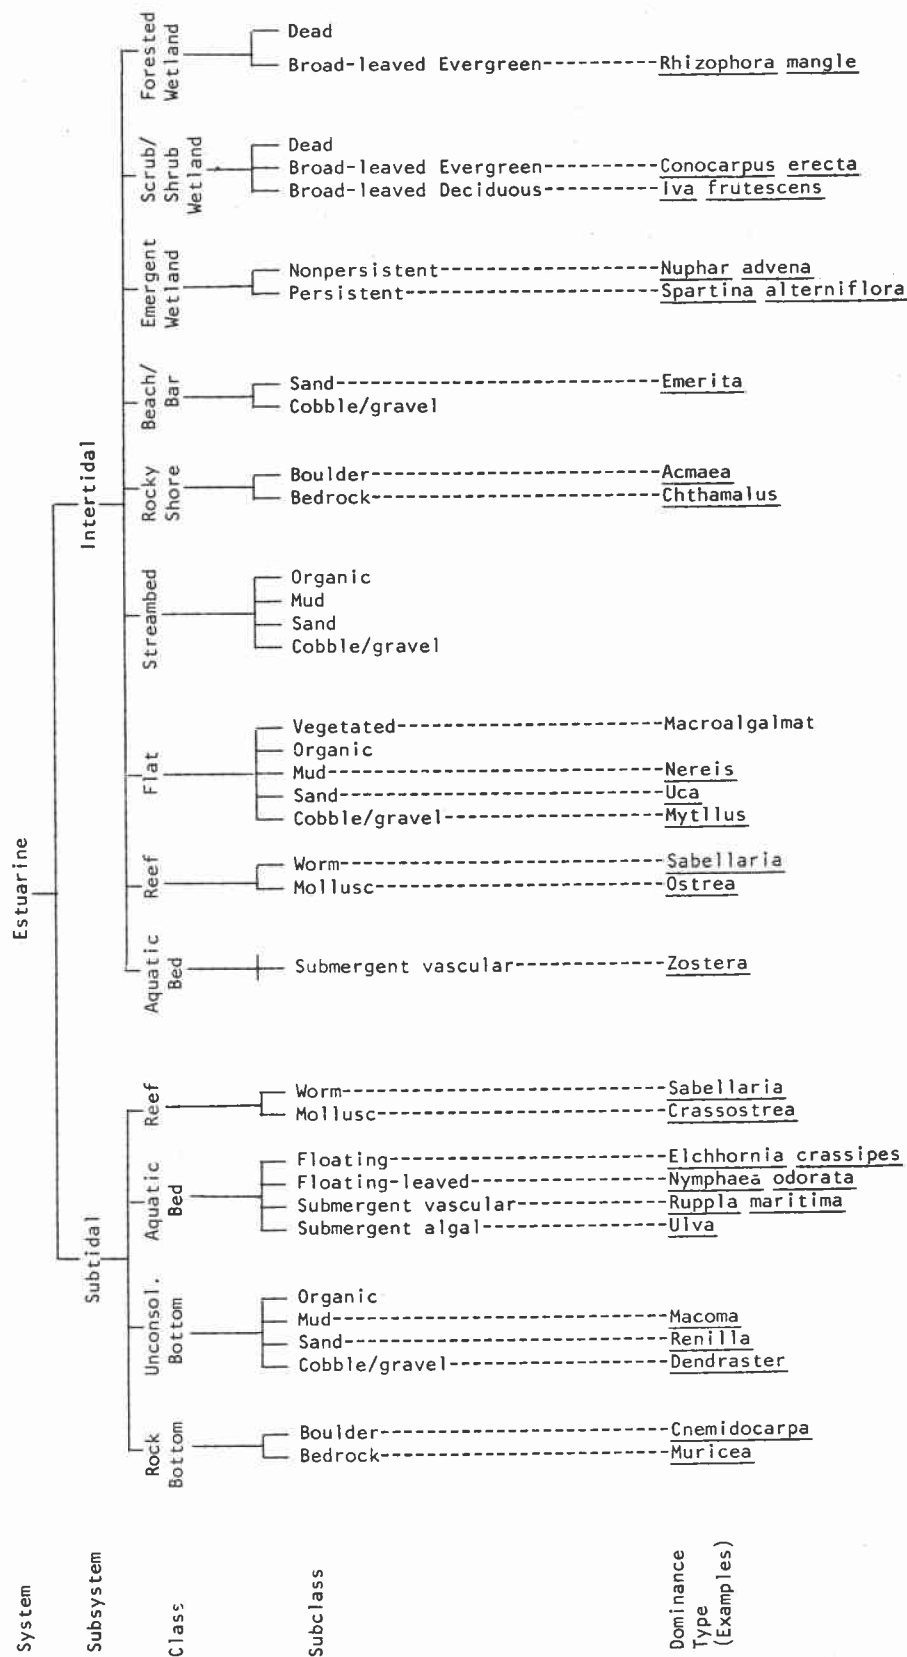 Forested
Wetland
Dead
Broad-leaved Evergreen----------Rhizophora mangle
Scrub/
Shrub
Wetland
Dead
Broad-leaved Evergreen----------Conocarpus erecta
Broad-leaved Deciduous----------Iva frutescens
Emergent
Wetland
Nonpersistent-------------------Nuphar advena
Persistent----------------------Spartina alterniflora
Beach/
Bar
Sand----------------------------Emerita
Cobble/gravel
Intertidal
Rocky
Shore
Boulder-------------------------Acmaea
Bedrock-------------------------Chthamalus
Streambed
Organic
Mud
Sand
Cobble/gravel
Flat
Vegetated-----------------------Macroalgalmat
Organic
Mud-----------------------------Nereis
Sand----------------------------Uca
Cobble/gravel-------------------Mytllus
Estuarine
Reef
Worm----------------------------Sabellaria
Mollusc-------------------------Ostrea
Aquatic
Bed
Submergent vascular-------------Zostera
Reef
Worm----------------------------Sabellaria
Mollusc-------------------------Crassostrea
Aquatic
Bed
Floating------------------------Elchhornia crassipes
Floating-leaved-----------------Nymphaea odorata
Submergent vascular-------------Ruppla maritima
Submergent algal----------------Ulva
Subtidal
Unconsol.
Bottom
Organic
Mud-----------------------------Macoma
Sand----------------------------Renilla
Cobble/gravel-------------------Dendraster
Rock
Bottom
Boulder-------------------------Cnemidocarpa
Bedrock-------------------------Muricea
System
Subsystem
Class
Subclass
Dominance
Type
(Examples)